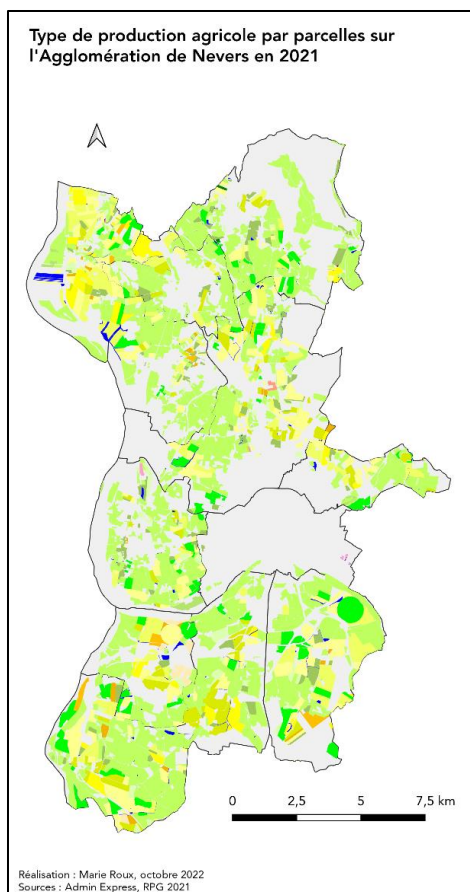 Type de production agricole par parcelles sur
l'Agglomération de Nevers en 2021
0 2,5 5 7,5 km
Réalisation : Marie Roux, octobre 2022
Sources : Admin Express, RPG 2021